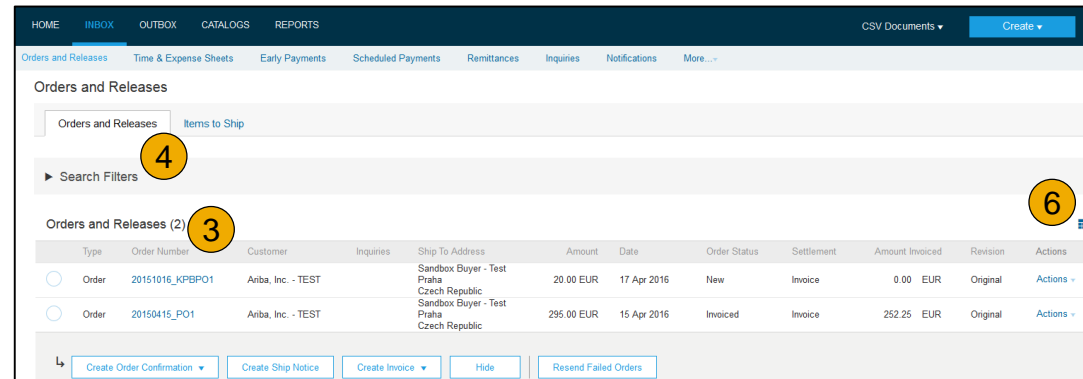 HOME INBOX OUTBOX CATALOGS REPORTS CSV Documents Create
Orders and Releases Time & Expense Sheets Early Payments Scheduled Payments Remittances Inquiries Notifications More...
Orders and Releases
Orders and Releases Items to Ship
4
Search Filters
6
Orders and Releases (2) 3
Type Order Number Customer Inquiries Ship To Address Amount Date Order Status Settlement Amount Invoiced Revision Actions
Sandbox Buyer - Test
Order 20151016_KPBPO1 Ariba, Inc. - TEST Praha 20.00 EUR 17 Apr 2016 New Invoice 0.00 EUR Original Actions
Czech Republic
Sandbox Buyer - Test
Order 20150415_PO1 Ariba, Inc. - TEST Praha 295.00 EUR 15 Apr 2016 Invoiced Invoice 252.25 EUR Original Actions
Czech Republic
Create Order Confirmation Create Ship Notice Create Invoice Hide Resend Failed Orders